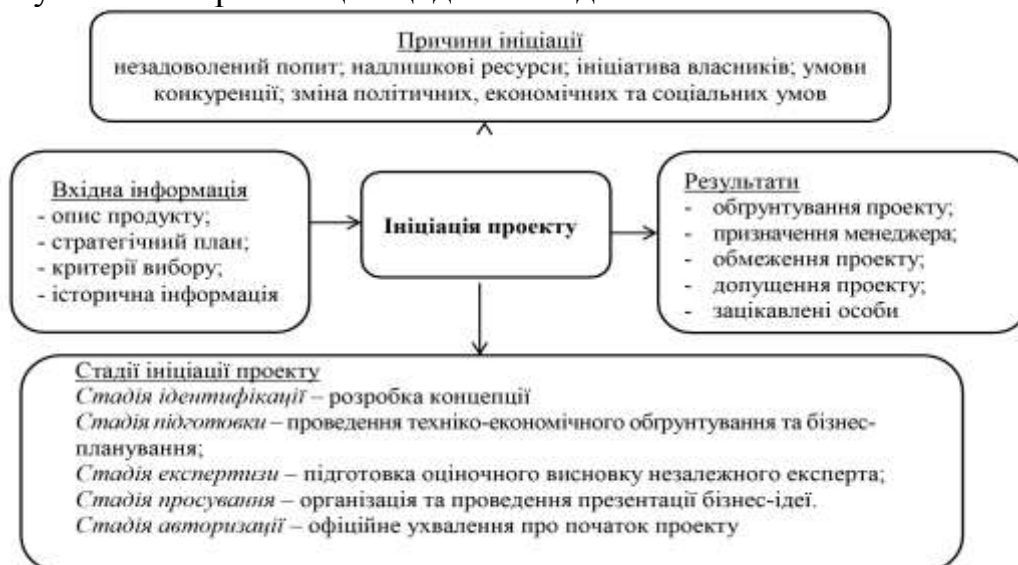 Причини ініціації
незадоволений попит; надлишкові ресурси; ініціатива власників; умови
конкуренції; зміна політичних, економічних та соціальних умов
Вхідна інформація
- опис продукту;
- стратегічний план;
- критерії вибору;
- історична інформація
Ініціація проекту
Результати
- обґрунтування проекту;
- призначення менеджера;
- обмеження проекту;
- допущення проекту;
- зацікавлені особи
Стадії ініціації проекту
Стадія ідентифікації – розробка концепції
Стадія підготовки – проведення техніко-економічного обґрунтування та бізнес-
планування;
Стадія експертизи – підготовка оціночного висновку незалежного експерта;
Стадія просування – організація та проведення презентації бізнес-ідеї.
Стадія авторизації – офіційне ухвалення про початок проекту